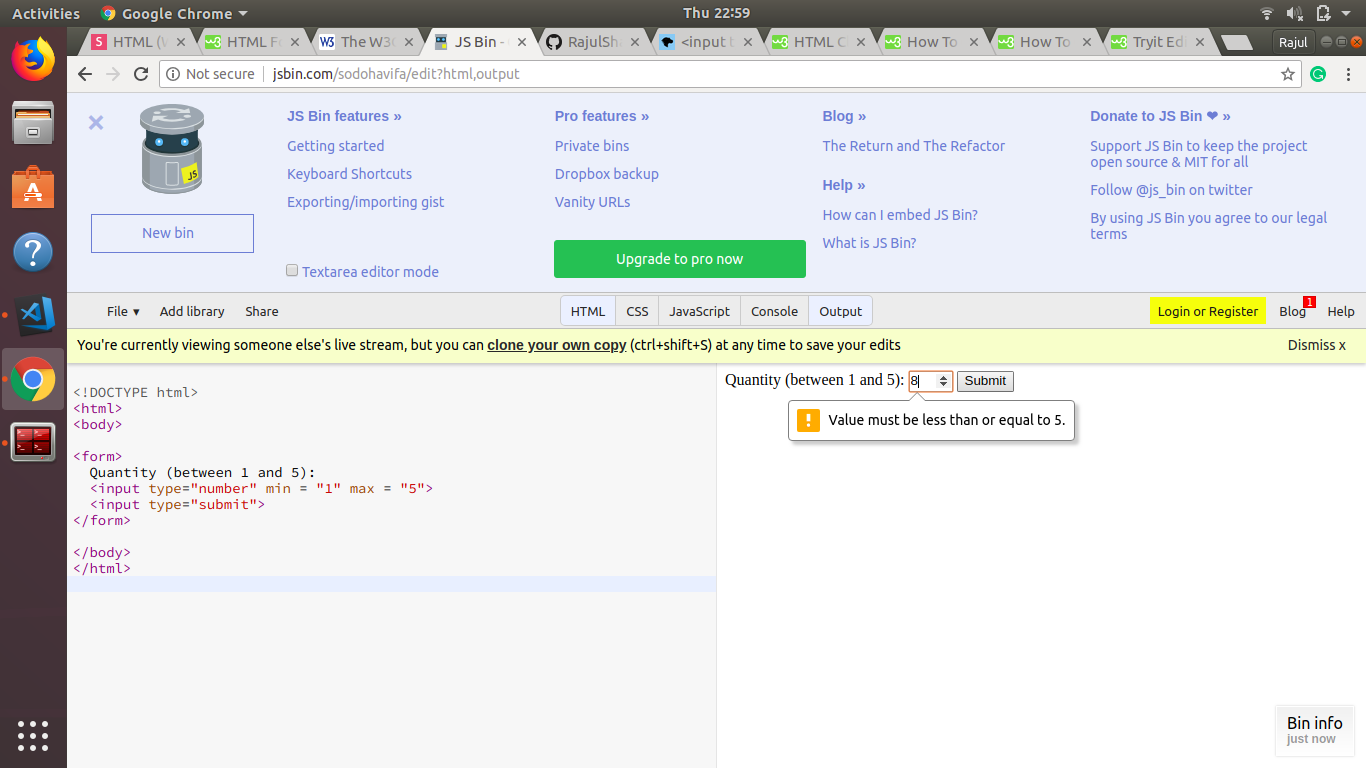 Activities Google Chrome Thu 22:59
HTML (W HTML Fo The W3C JS Bin - RajulSha <input t HTML C How To How To Tryit Edi Rajul
Not secure jsbin.com/sodohavifa/edit?html,output
JS Bin features »
Getting started
Keyboard Shortcuts
Exporting/importing gist
Pro features »
Private bins
Dropbox backup
Vanity URLs
Blog »
The Return and The Refactor
Help »
How can I embed JS Bin?
What is JS Bin?
Donate to JS Bin ❤ »
Support JS Bin to keep the project
open source & MIT for all
Follow @js_bin on twitter
By using JS Bin you agree to our legal
terms
JS
New bin
Textarea editor mode
Upgrade to pro now
File ▾ Add library Share HTML CSS JavaScript Console Output Login or Register Blog 1 Help
You're currently viewing someone else's live stream, but you can clone your own copy (ctrl+shift+S) at any time to save your edits Dismiss x
<!DOCTYPE html>
<html>
<body>
<form>
Quantity (between 1 and 5):
<input type="number" min = "1" max = "5">
<input type="submit">
</form>
</body>
</html>
Quantity (between 1 and 5): 8 Submit
Value must be less than or equal to 5.
Bin info
just now